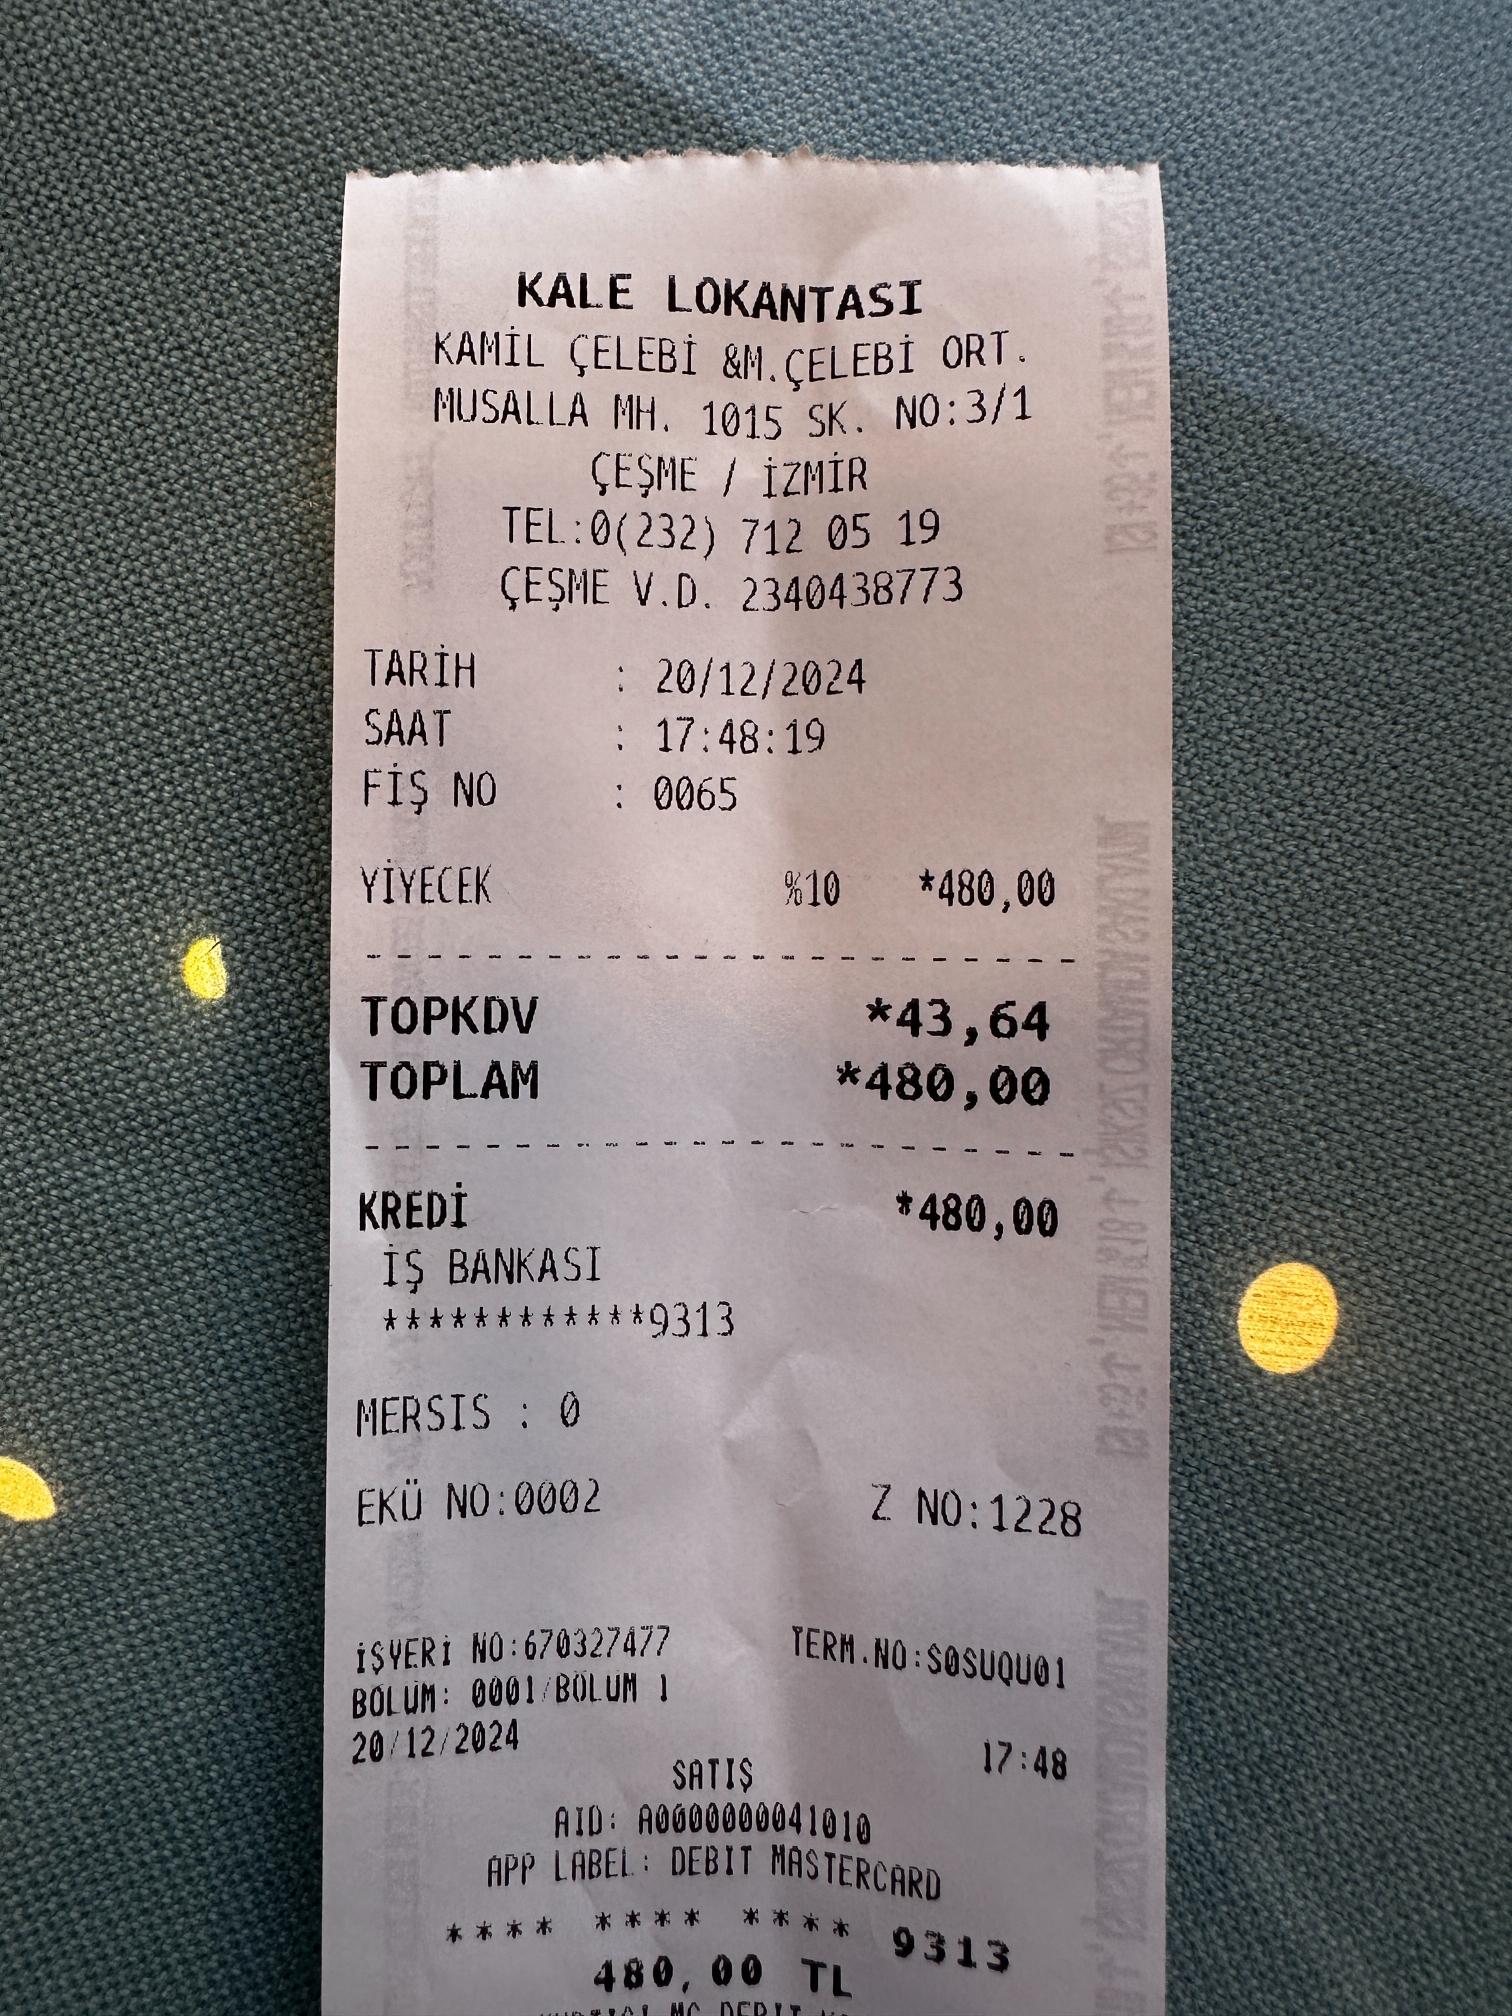 KALE LOKANTASI
KAMİL ÇELEBİ &M.ÇELEBİ ORT.
MUSALLA MH. 1015 SK. NO:3/1
ÇEŞME / İZMİR
TEL:0(232) 712 05 19
ÇEŞME V.D. 2340438773
TARİH : 20/12/2024
SAAT : 17:48:19
FİŞ NO : 0065
YİYECEK %10 *480,00
TOPKDV *43,64
TOPLAM *480,00
KREDİ *480,00
İŞ BANKASI
************9313
MERSIS : 0
EKÜ NO:0002 Z NO:1228
İŞYERİ NO:670327477 TERM.NO:S0SUQU01
BÖLÜM: 0001/BÖLÜM 1
20/12/2024 17:48
SATIŞ
AID: A0000000041010
APP LABEL: DEBIT MASTERCARD
**** **** **** 9313
480,00 TL
MC DEBIT